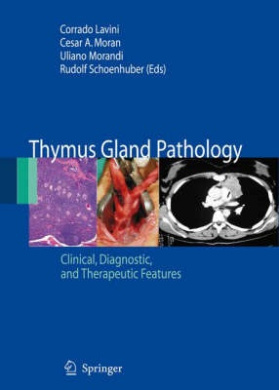 Corrado Lavini
Cesar A. Moran
Uliano Morandi
Rudolf Schoenhuber (Eds)
Thymus Gland Pathology
Clinical, Diagnostic,
and Therapeutic Features
Springer